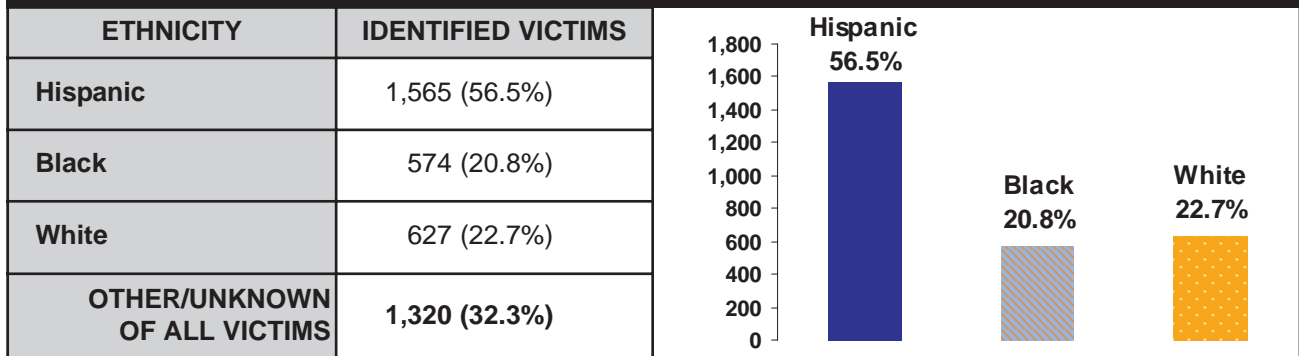 ETHNICITY IDENTIFIED VICTIMS
Hispanic 1,565 (56.5%)
Black 574 (20.8%)
White 627 (22.7%)
OTHER/UNKNOWN
OF ALL VICTIMS 1,320 (32.3%)
1,800
1,600
1,400
1,200
1,000
800
600
400
200
0
Hispanic
56.5%
Black
20.8%
White
22.7%